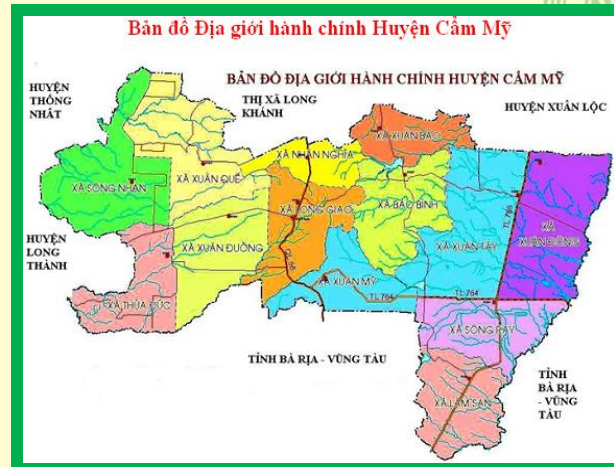 Bản đồ Địa giới hành chính Huyện Cẩm Mỹ
BẢN ĐỒ ĐỊA GIỚI HÀNH CHÍNH HUYỆN CẨM MỸ
HUYỆN
THỐNG
NHẤT
THỊ XÃ LONG
KHÁNH
HUYỆN XUÂN LỘC
XÃ XUÂN BẢO
XÃ NHÂN NGHĨA
XÃ SÔNG NHẠN
XÃ XUÂN QUẾ
XÃ LONG GIAO
XÃ BẢO BÌNH
TL 765
XÃ
XUÂN ĐÔNG
HUYỆN
LONG
THÀNH
XÃ XUÂN ĐƯỜNG
XÃ XUÂN TÂY
QL 56
XÃ XUÂN MỸ
TL 764
TL 764
XÃ THỪA ĐỨC
XÃ SÔNG RAY
TỈNH BÀ RỊA - VŨNG TÀU
TỈNH
BÀ RỊA
- VŨNG
TÀU
XÃ LÂM SAN